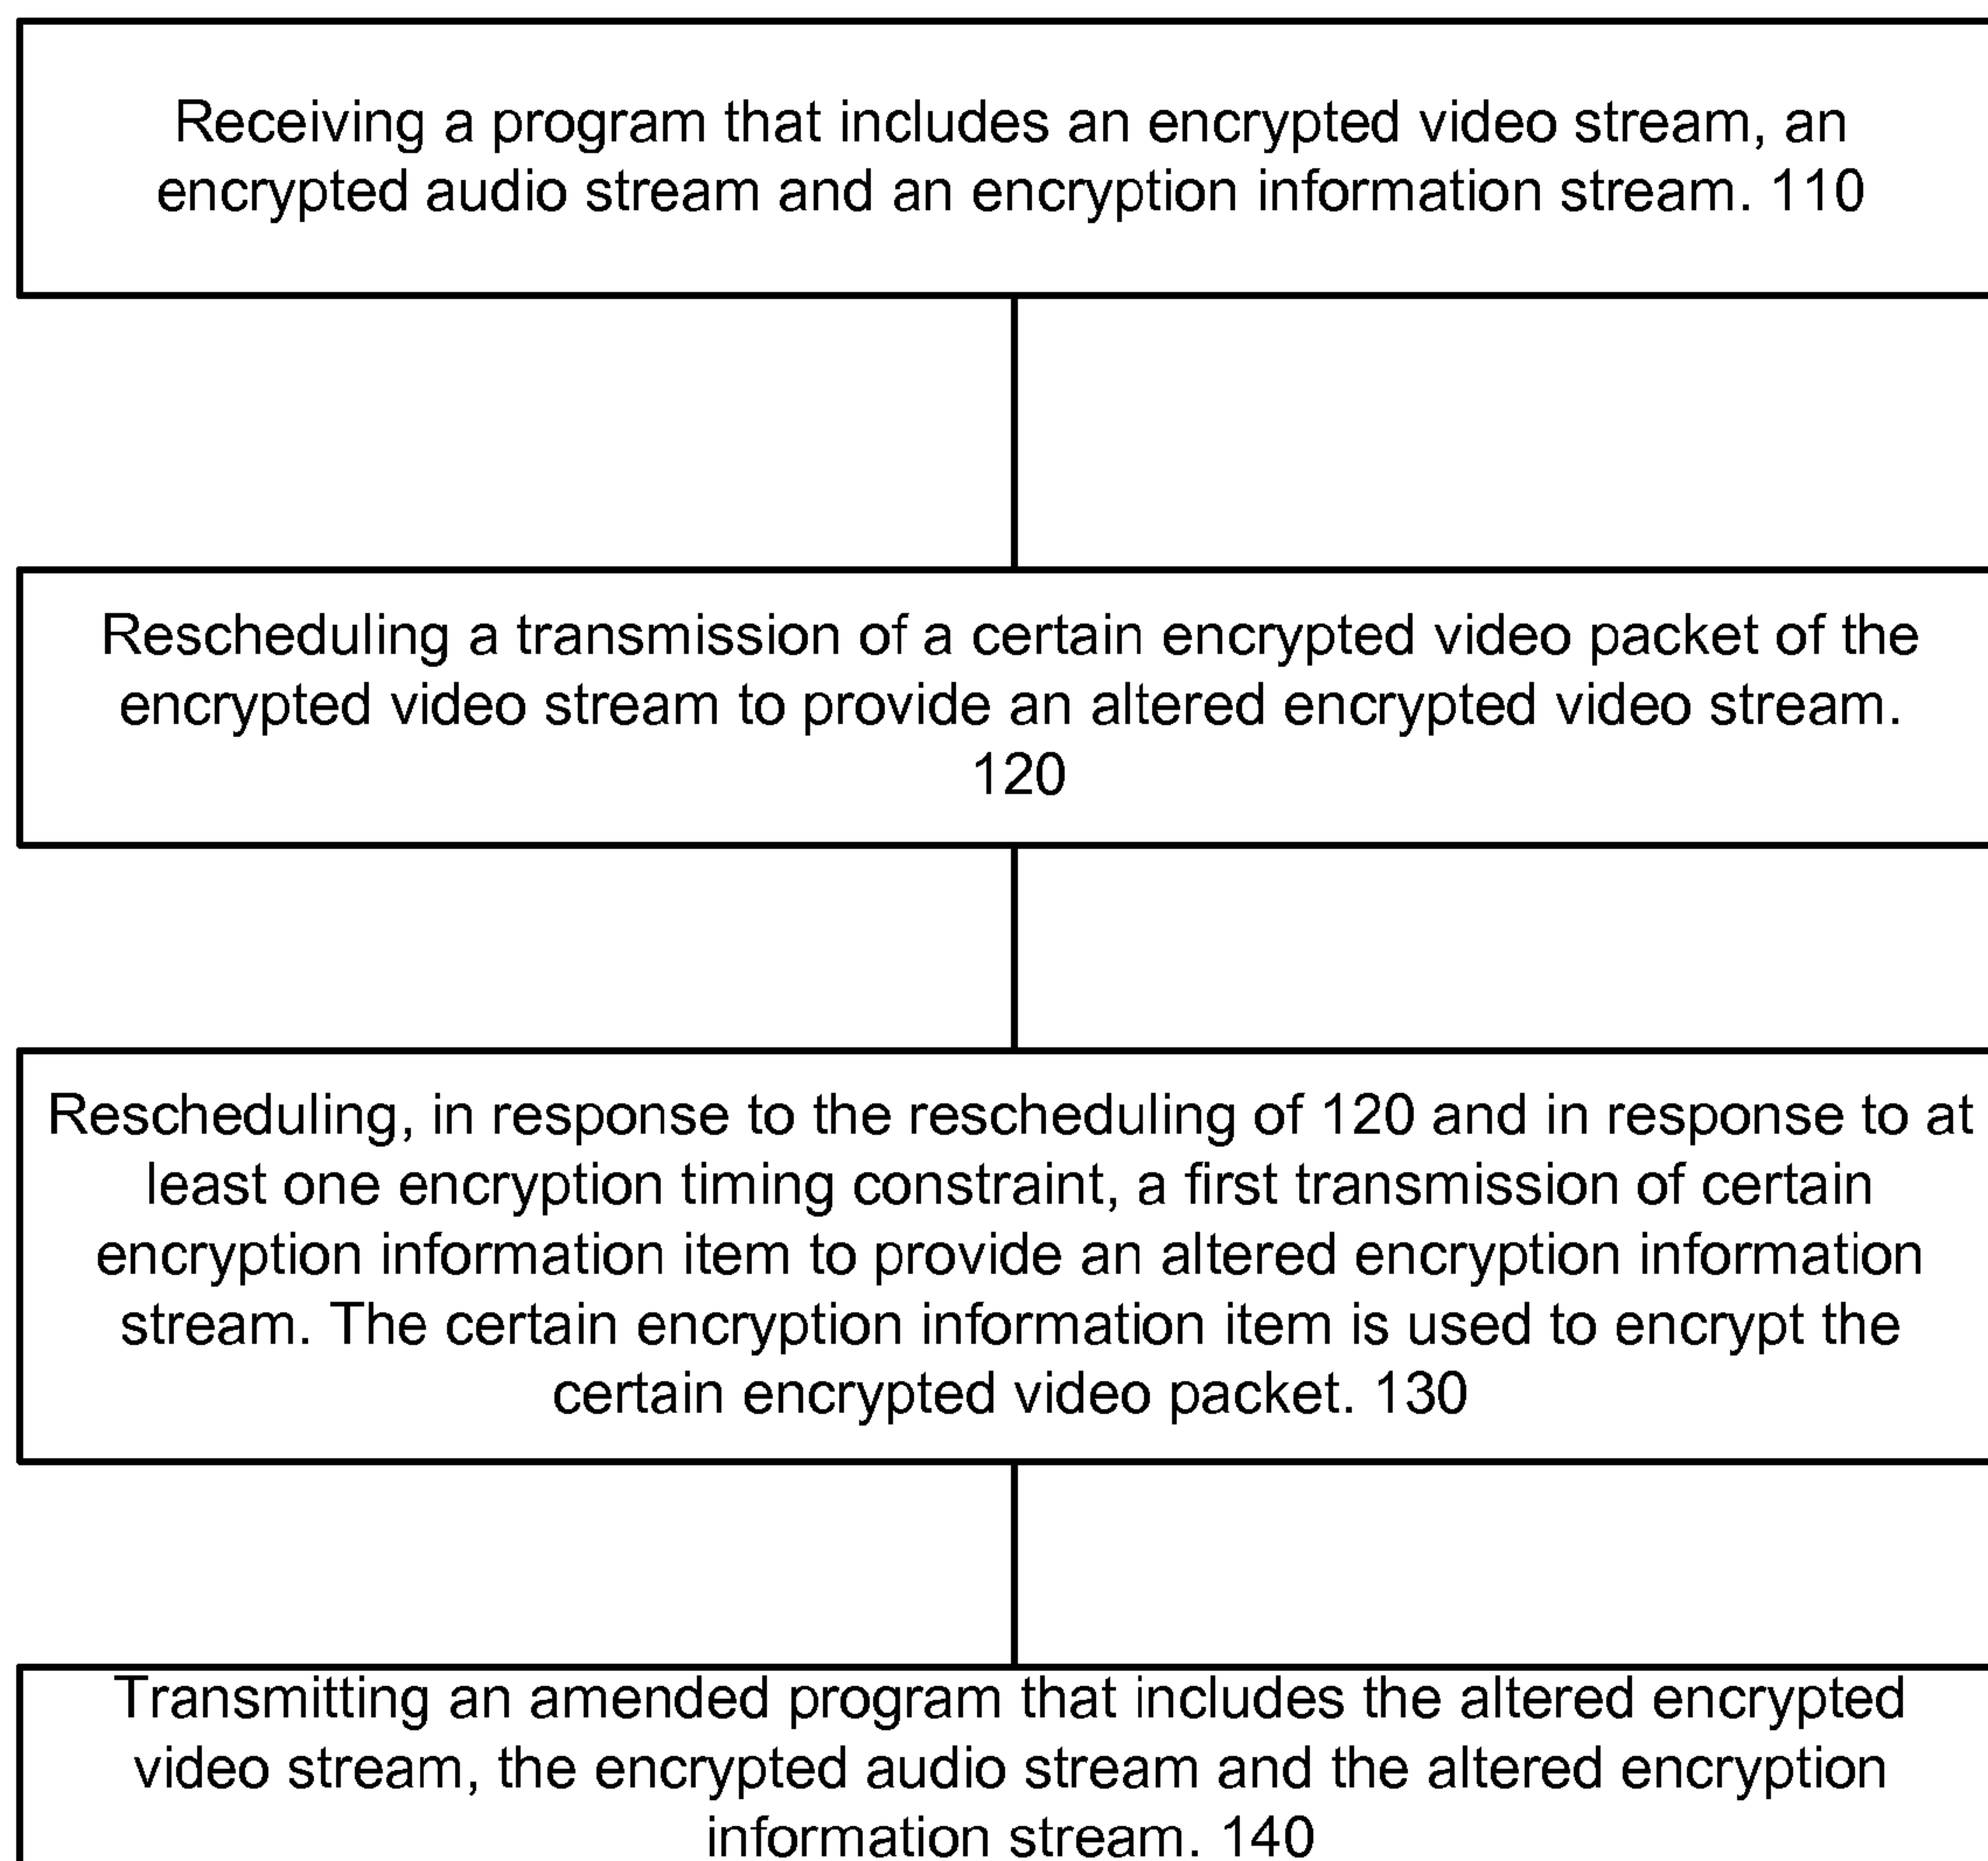 Receiving a program that includes an encrypted video stream, an
encrypted audio stream and an encryption information stream. 110
Rescheduling a transmission of a certain encrypted video packet of the
encrypted video stream to provide an altered encrypted video stream.
120
Rescheduling, in response to the rescheduling of 120 and in response to at
least one encryption timing constraint, a first transmission of certain
encryption information item to provide an altered encryption information
stream. The certain encryption information item is used to encrypt the
certain encrypted video packet. 130
Transmitting an amended program that includes the altered encrypted
video stream, the encrypted audio stream and the altered encryption
information stream. 140